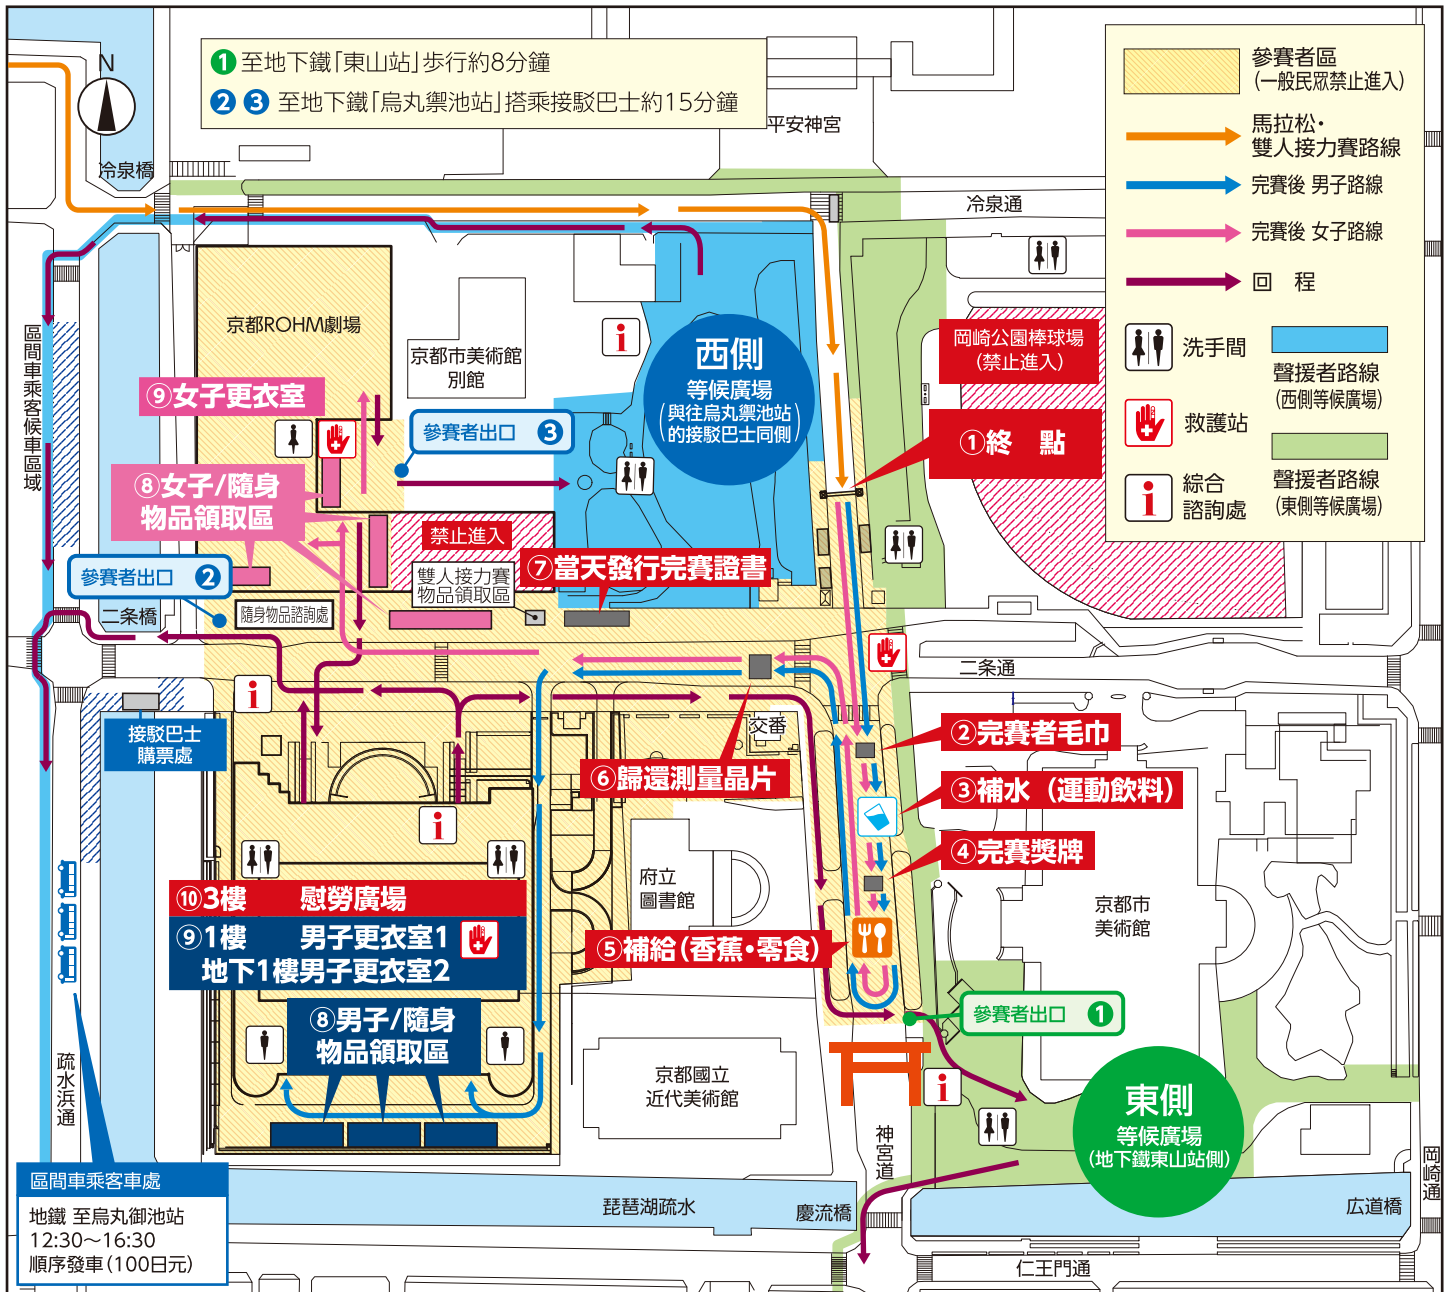 ❶至地下鐵「東山站」步行約8分鐘
❷❸至地下鐵「烏丸禦池站」搭乘接駁巴士約15分鐘
N
冷泉橋
平安神宮
冷泉通
參賽者區
(一般民眾禁止進入)
馬拉松・
雙人接力賽路線
完賽後 男子路線
完賽後 女子路線
回 程
洗手間
救護站
i
綜合
諮詢處
聲援者路線
(西側等候廣場)
聲援者路線
(東側等候廣場)
區間車乘客候車區域
京都ROHM劇場
京都市美術館
別館
i
西側
等候廣場
(與往烏丸禦池站
的接駁巴士同側)
岡崎公園棒球場
(禁止進入)
①終 點
⑨女子更衣室
參賽者出口 ❸
⑧女子/隨身
物品領取區
禁止進入
雙人接力賽
物品領取區
⑦當天發行完賽證書
參賽者出口 ❷
二条橋
隨身物品諮詢處
二条通
i
接駁巴士
購票處
交番
②完賽者毛巾
⑥歸還測量晶片
③補水（運動飲料）
④完賽獎牌
i
府立
圖書館
京都市
美術館
⑩3樓 慰勞廣場
⑨1樓 男子更衣室1
地下1樓男子更衣室2
⑤補給(香蕉・零食)
⑧男子/隨身
物品領取區
參賽者出口 ❶
疏水浜通
京都國立
近代美術館
i
神宮道
東側
等候廣場
(地下鐵東山站側)
岡崎通
區間車乘客車處
地鐵 至烏丸御池站
12:30～16:30
順序發車(100日元)
琵琶湖疏水
慶流橋
広道橋
仁王門通